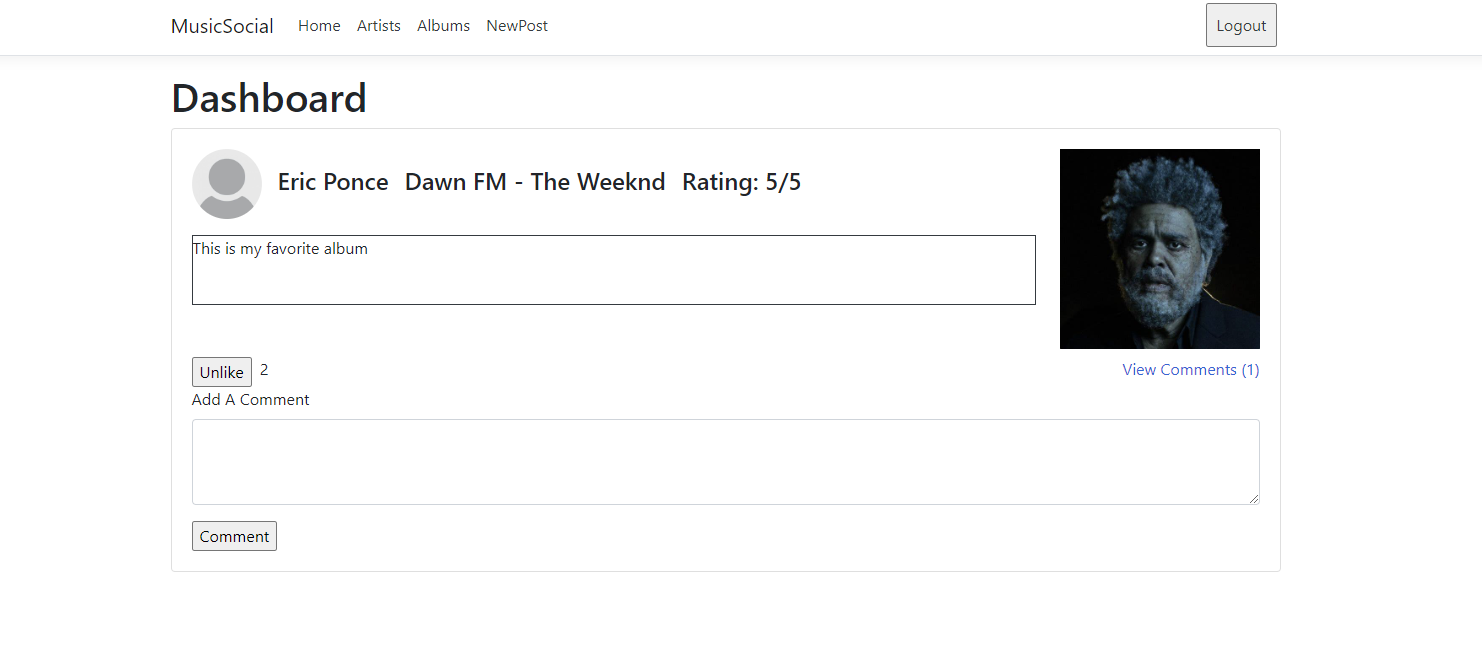 MusicSocial Home Artists Albums NewPost Logout
Dashboard
Eric Ponce Dawn FM - The Weeknd Rating: 5/5
This is my favorite album
Unlike 2 View Comments (1)
Add A Comment
Comment